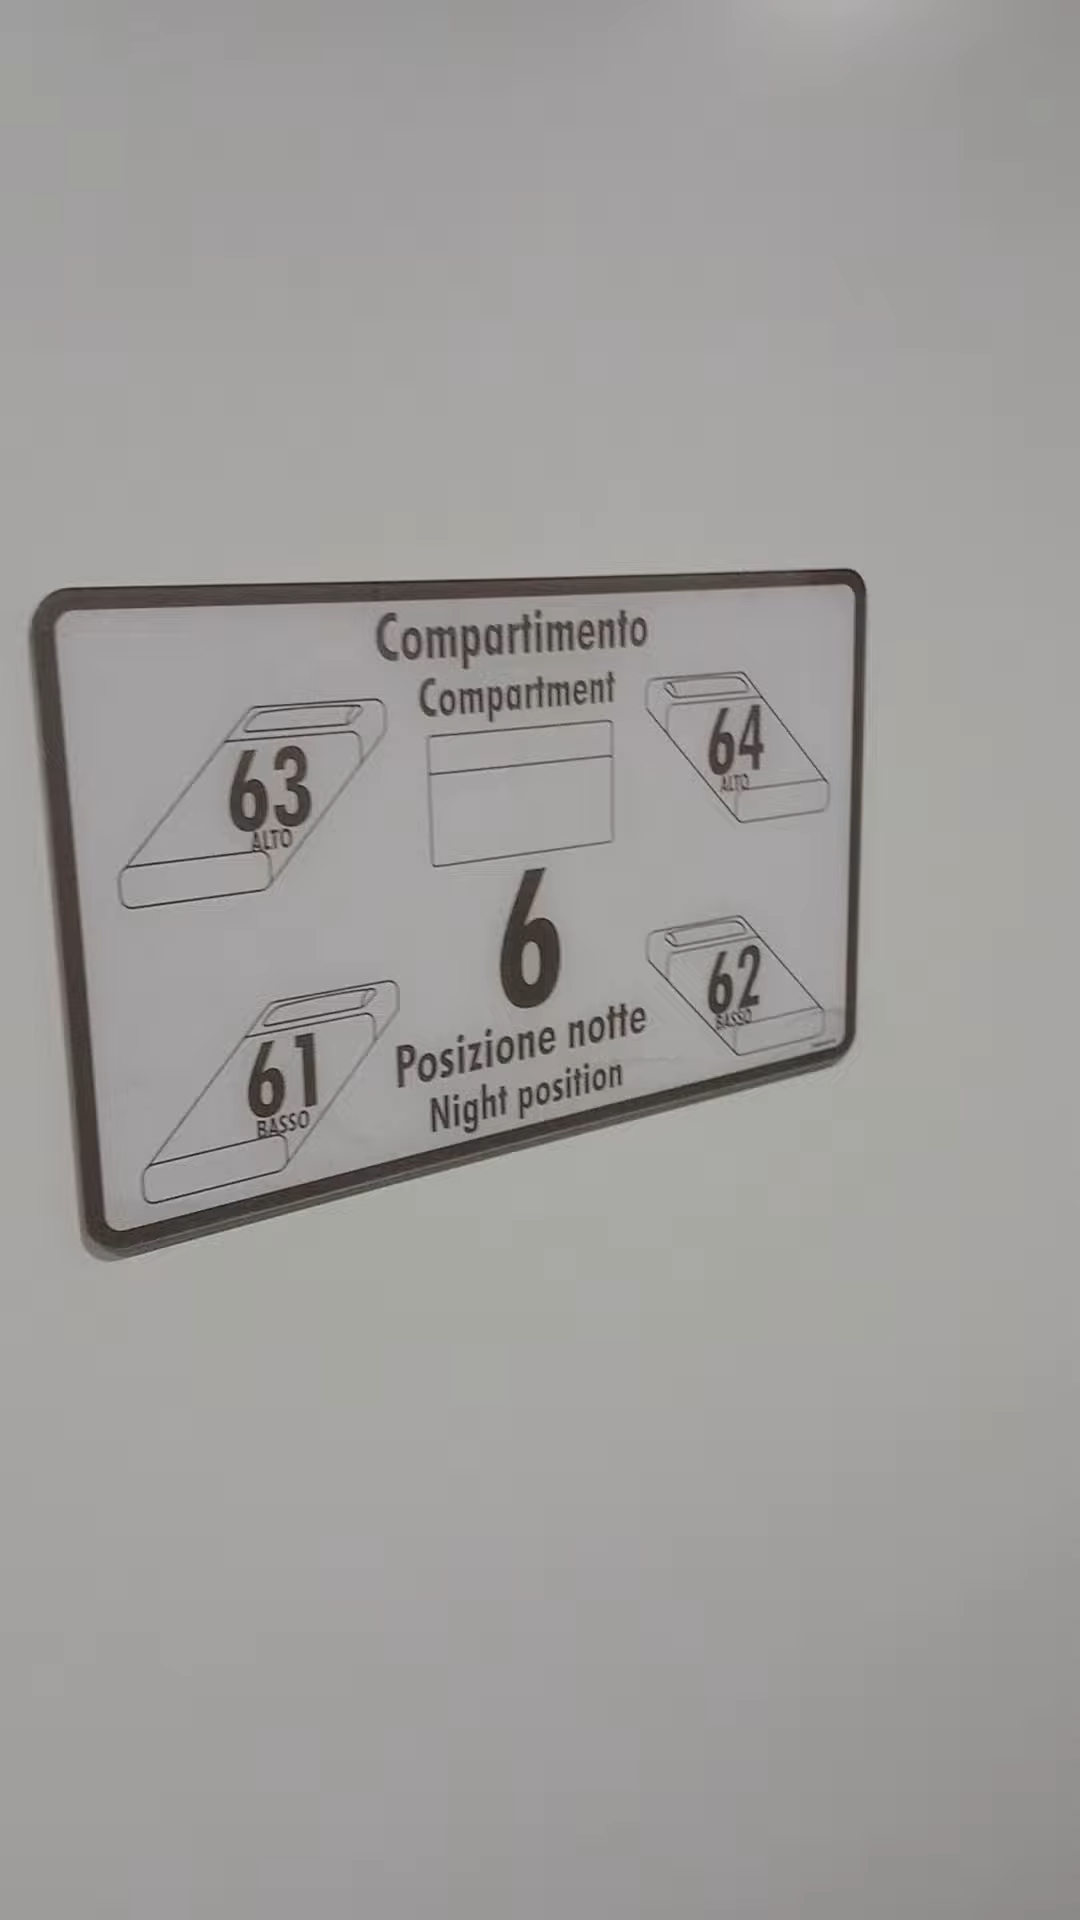 Compartimento
Compartment
63
ALTO
64
ALTO
6
61
BASSO
62
BASSO
Posizione notte
Night position